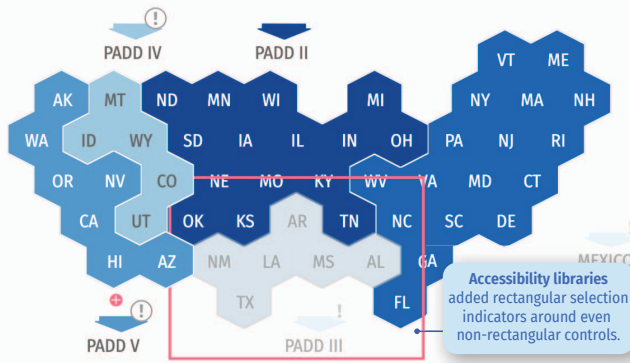 !
PADD IV
PADD II
VT ME
AK MT ND MN WI MI NY MA NH
WA ID WY SD IA IL IN OH PA NJ RI
OR NV CO NE MO KY WV VA MD CT
CA UT OK KS AR TN NC SC DE
HI AZ NM LA MS AL GA
MEXICO
TX FL
+
!
PADD V
!
PADD III
Accessibility libraries
added rectangular selection
indicators around even
non-rectangular controls.